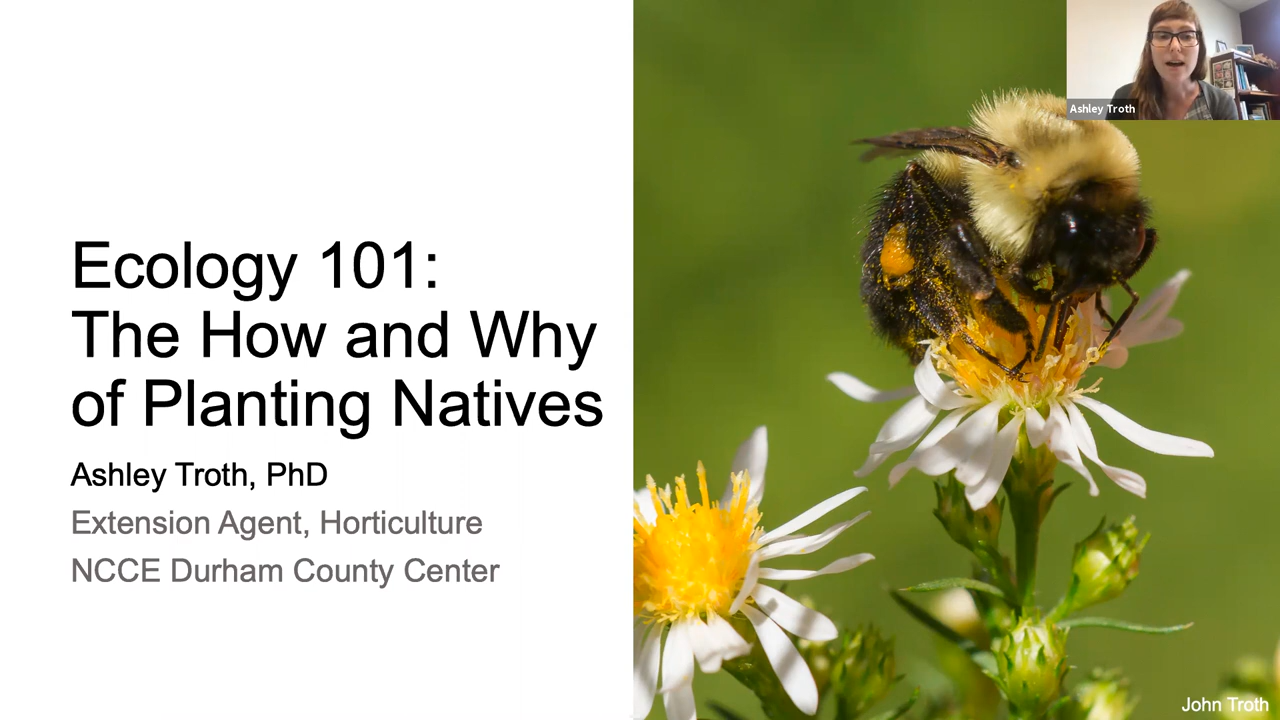 Ecology 101:
The How and Why
of Planting Natives
Ashley Troth, PhD
Extension Agent, Horticulture
NCCE Durham County Center
Ashley Troth
John Troth